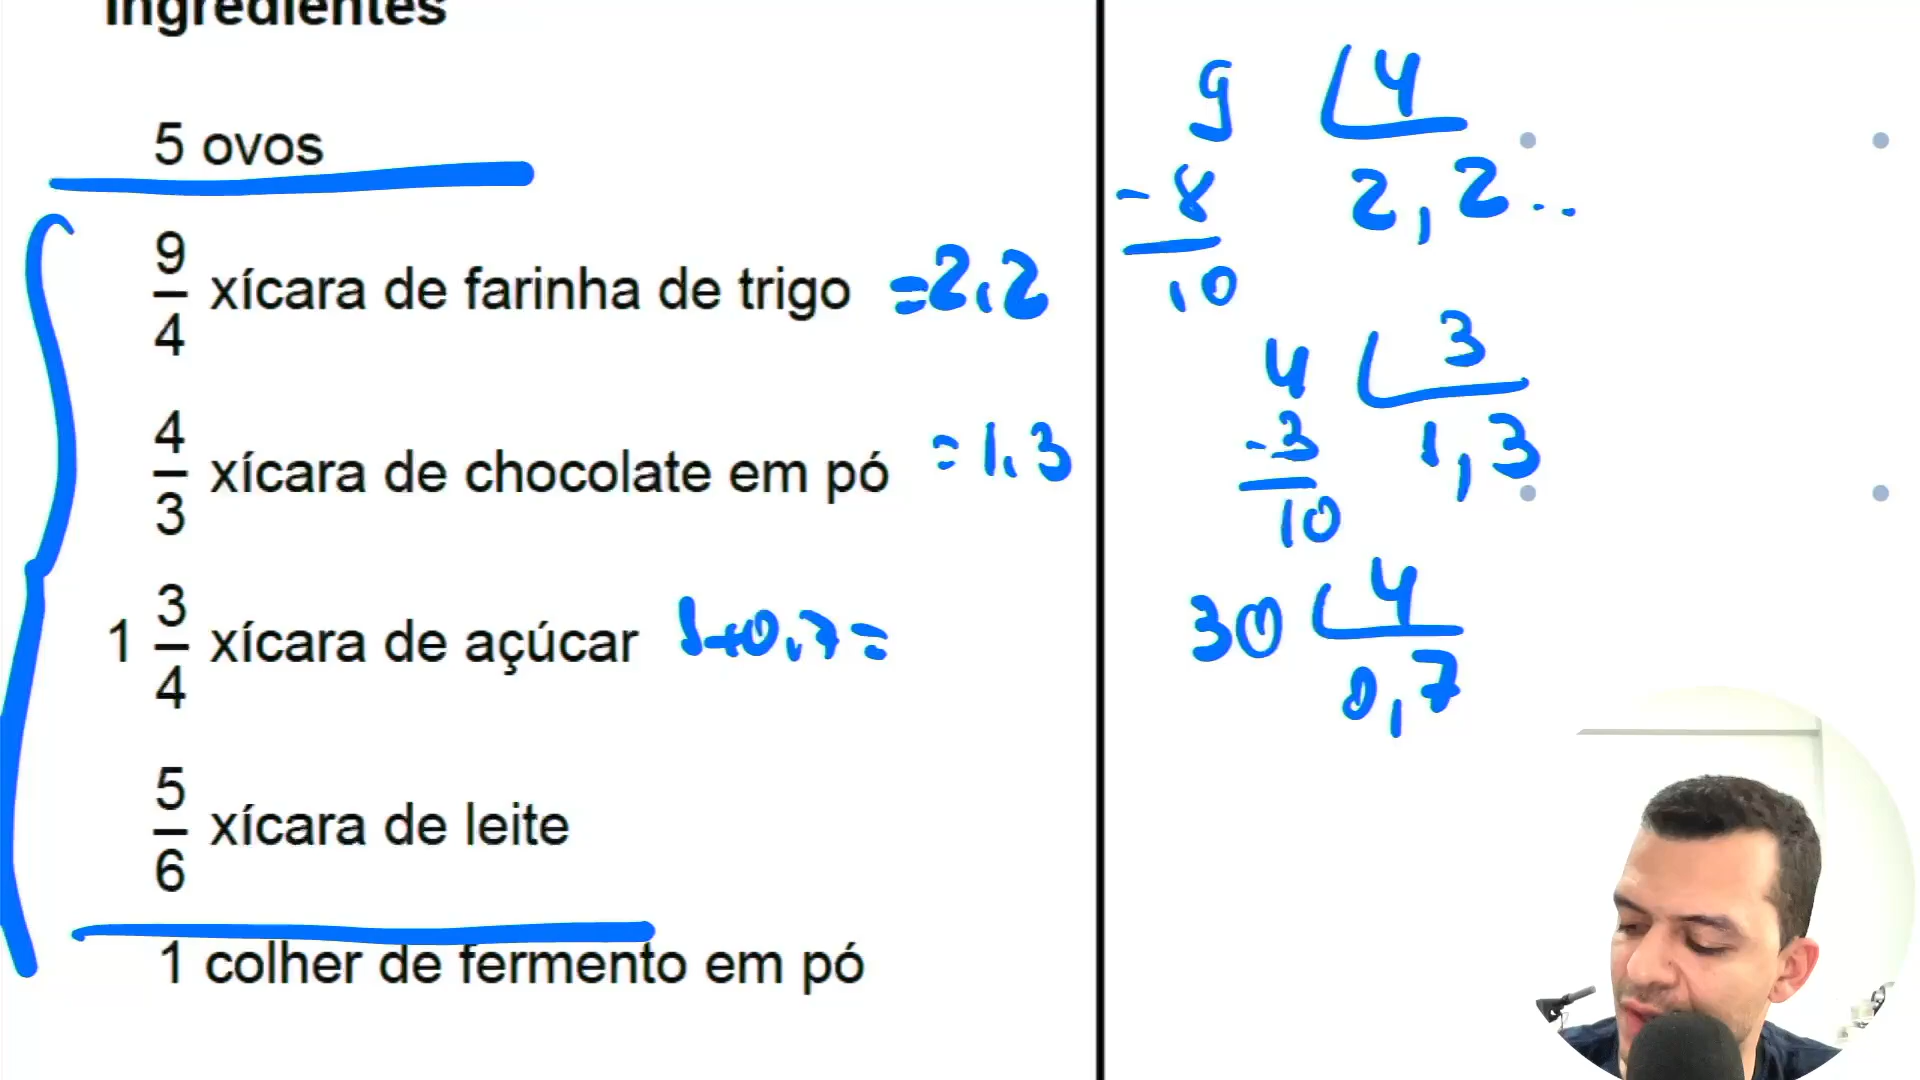 Ingredientes
5 ovos
9/4 xícara de farinha de trigo =2,2
4/3 xícara de chocolate em pó =1,3
1 3/4 xícara de açúcar 1+0,7=
5/6 xícara de leite
1 colher de fermento em pó
9 4
-8 2,2..
10
4 3
-3 1,3
10
30 4
0,7